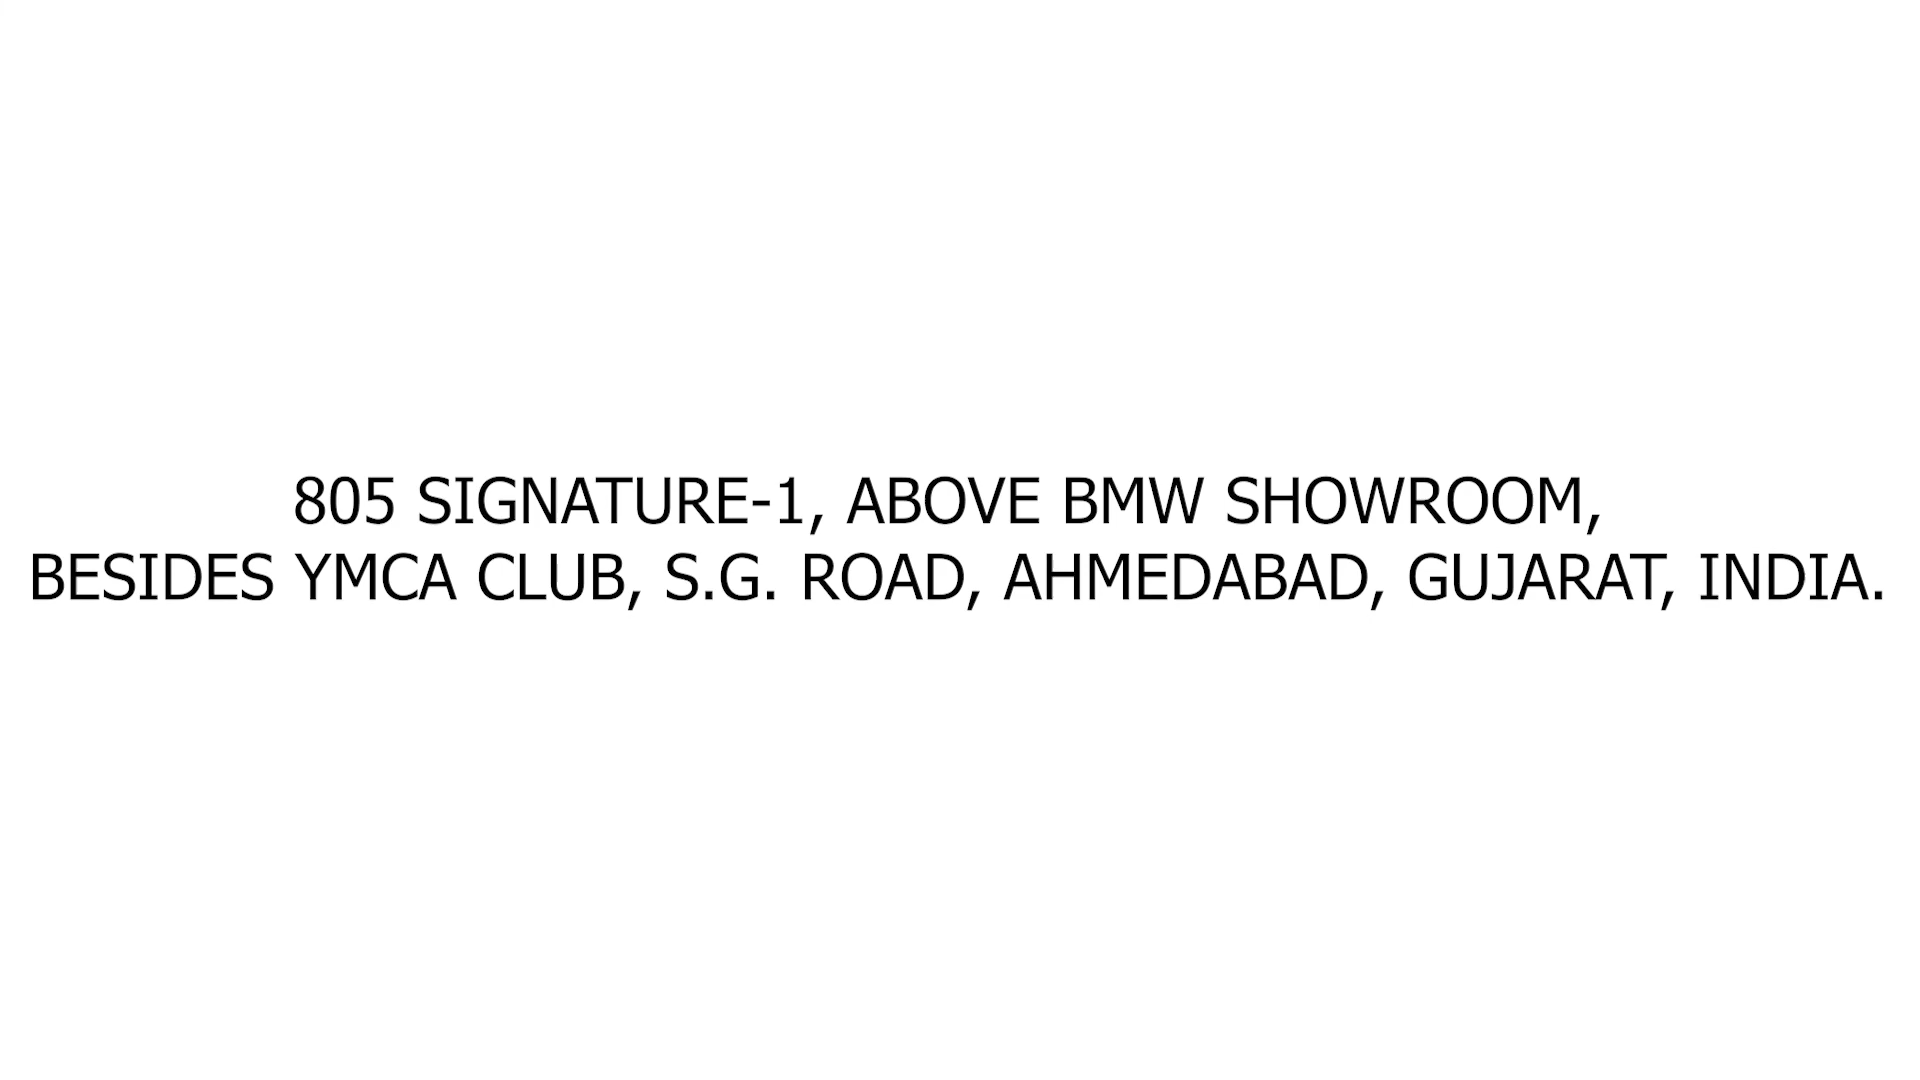 805 SIGNATURE-1, ABOVE BMW SHOWROOM,
BESIDES YMCA CLUB, S.G. ROAD, AHMEDABAD, GUJARAT, INDIA.